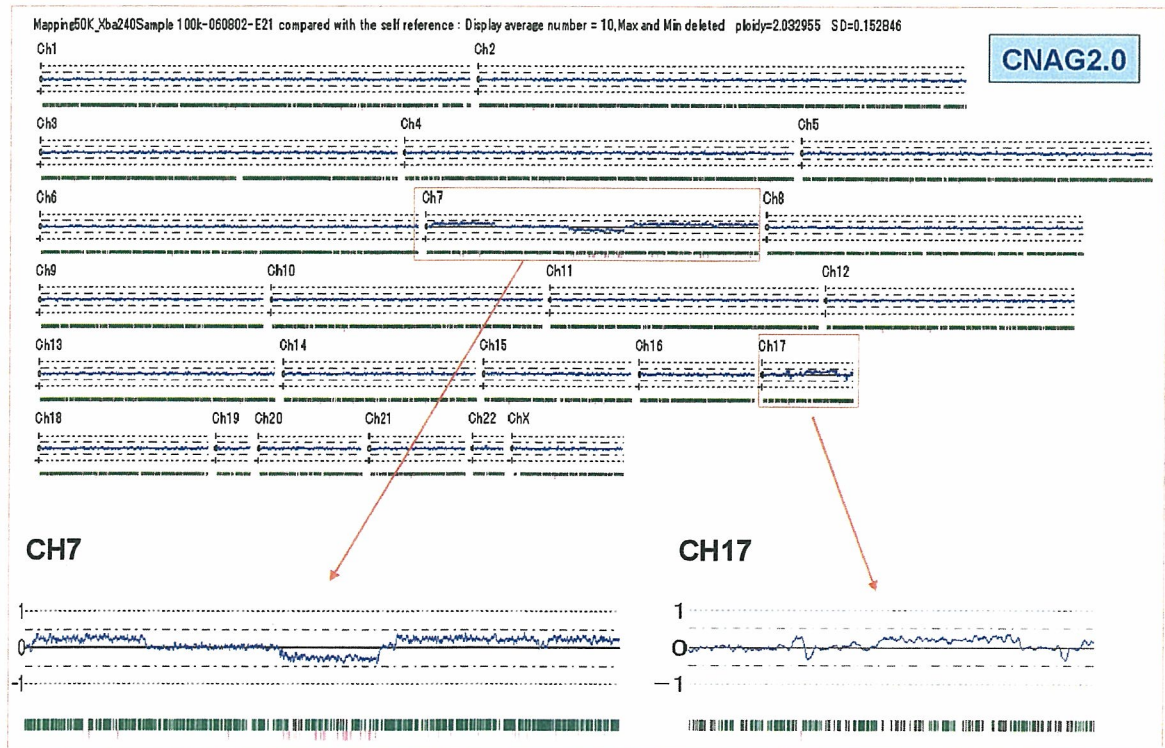 Mapping50K_Xba240Sample 100k-060802-E21 compared with the self reference : Display average number = 10,Max and Min deleted ploidy=2.032955 SD=0.152846
CNAG2.0
Ch1 Ch2
Ch3 Ch4 Ch5
Ch6 Ch7 Ch8
Ch9 Ch10 Ch11 Ch12
Ch13 Ch14 Ch15 Ch16 Ch17
Ch18 Ch19 Ch20 Ch21 Ch22 ChX
CH7 CH17
1 1
0 0
-1 −1